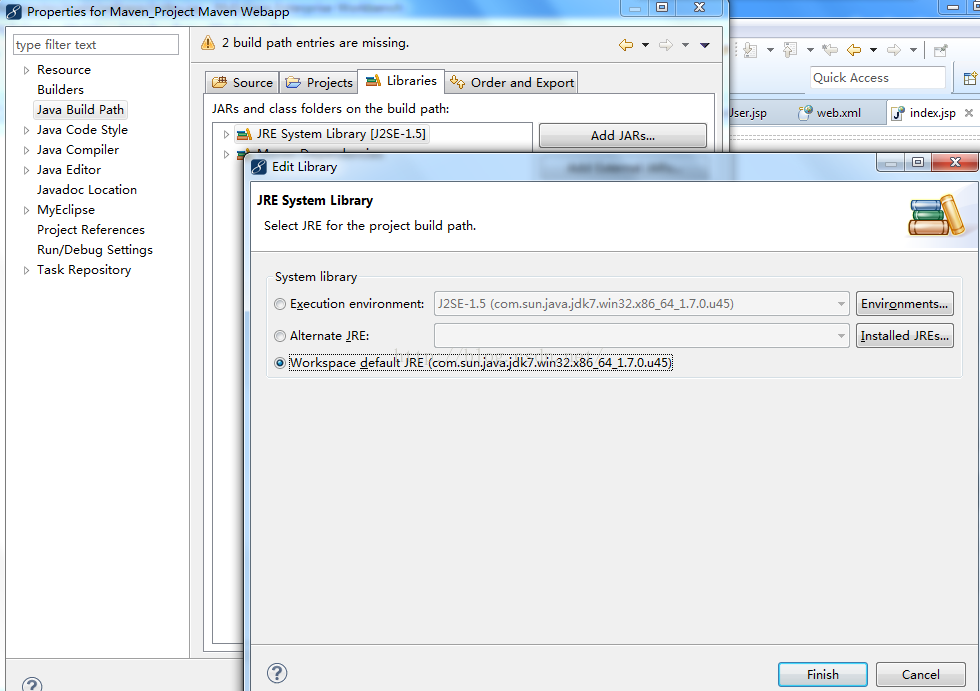 Properties for Maven_Project Maven Webapp
type filter text
Resource
Builders
Java Build Path
Java Code Style
Java Compiler
Java Editor
Javadoc Location
MyEclipse
Project References
Run/Debug Settings
Task Repository
2 build path entries are missing.
Source
Projects
Libraries
Order and Export
JARs and class folders on the build path:
JRE System Library [J2SE-1.5]
Add JARs...
Quick Access
User.jsp
web.xml
index.jsp
Edit Library
JRE System Library
Select JRE for the project build path.
System library
Execution environment:
J2SE-1.5 (com.sun.java.jdk7.win32.x86_64_1.7.0.u45)
Environments...
Alternate JRE:
Installed JREs...
Workspace default JRE (com.sun.java.jdk7.win32.x86_64_1.7.0.u45)
Finish
Cancel